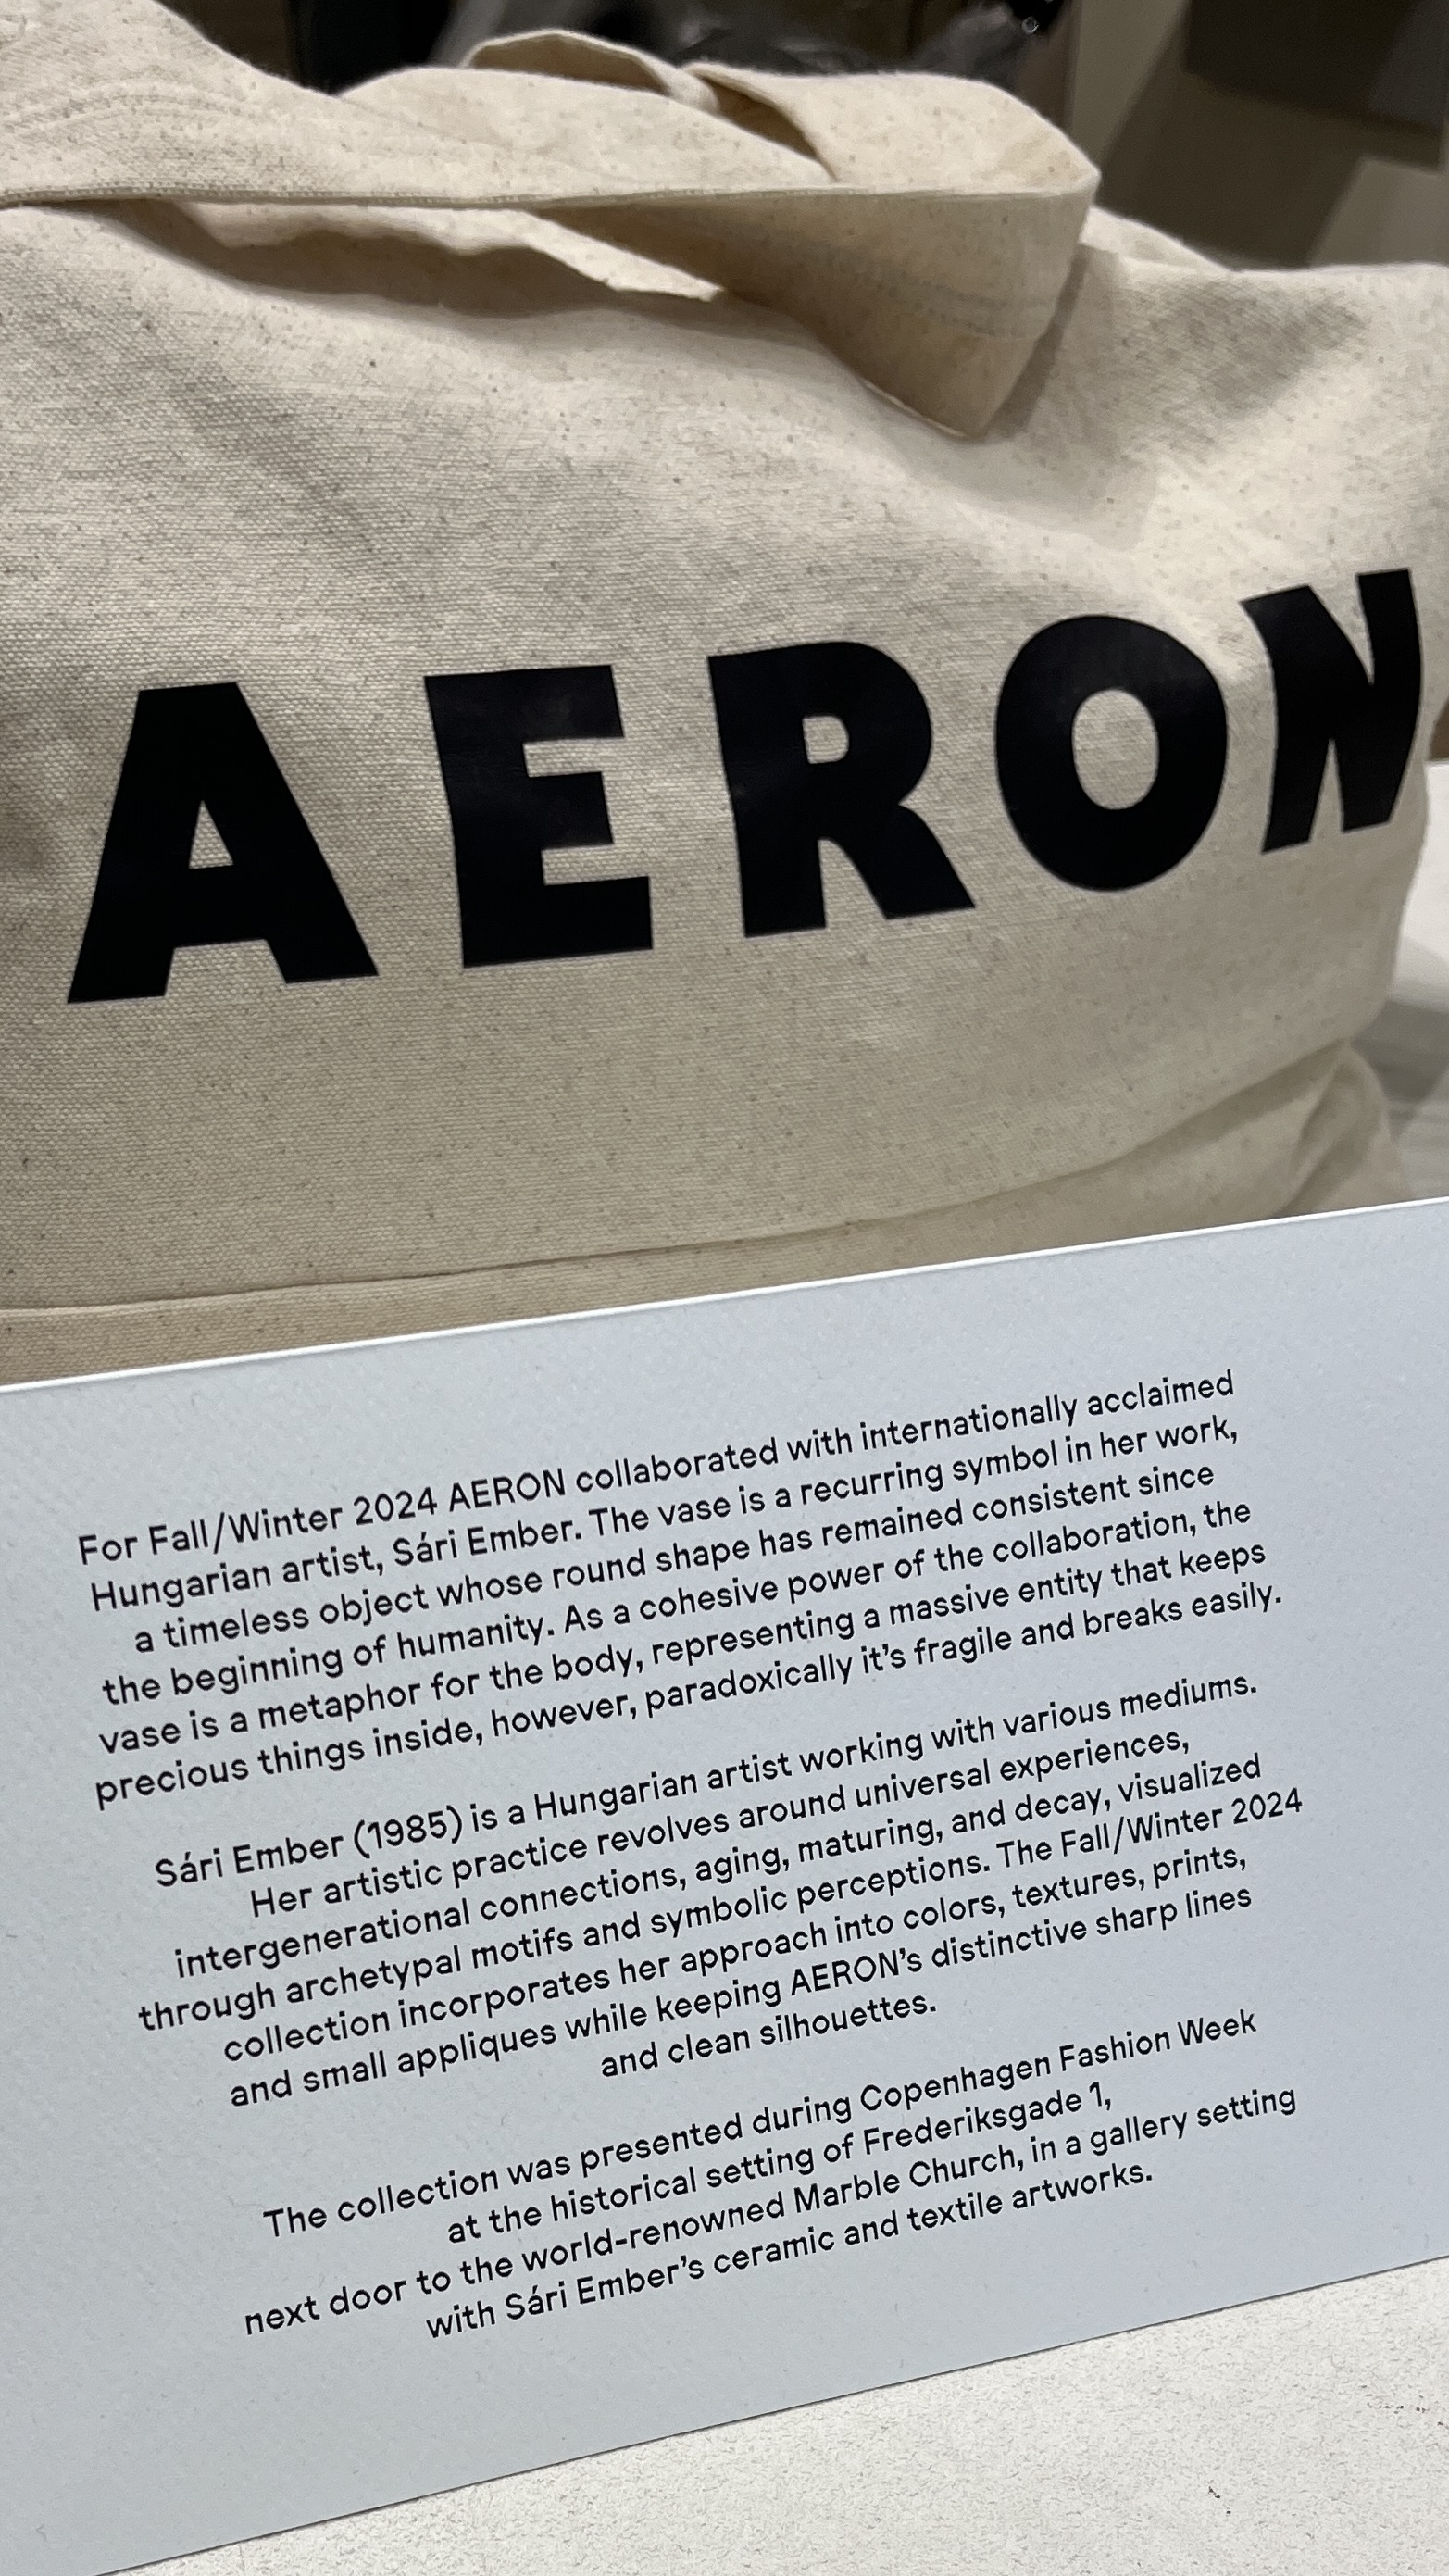 AERON
For Fall/Winter 2024 AERON collaborated with internationally acclaimed
Hungarian artist, Sári Ember. The vase is a recurring symbol in her work,
a timeless object whose round shape has remained consistent since
the beginning of humanity. As a cohesive power of the collaboration, the
vase is a metaphor for the body, representing a massive entity that keeps
precious things inside, however, paradoxically it's fragile and breaks easily.
Sári Ember (1985) is a Hungarian artist working with various mediums.
Her artistic practice revolves around universal experiences,
intergenerational connections, aging, maturing, and decay, visualized
through archetypal motifs and symbolic perceptions. The Fall/Winter 2024
collection incorporates her approach into colors, textures, prints,
and small appliques while keeping AERON's distinctive sharp lines
and clean silhouettes.
The collection was presented during Copenhagen Fashion Week
at the historical setting of Frederiksgade 1,
next door to the world-renowned Marble Church, in a gallery setting
with Sári Ember's ceramic and textile artworks.